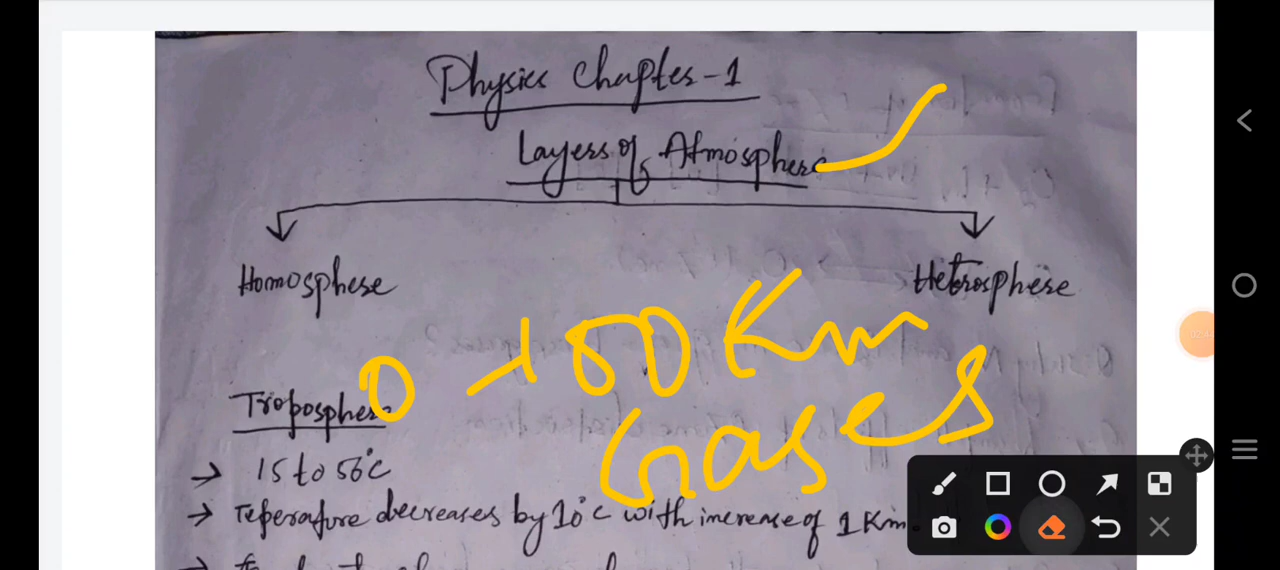 Physics Chapter-1
Layers of Atmosphere
Homosphere
Heterosphere
0 - 100 Km
Gases
Troposphere
→ 15 to 56°C
→ Teperature decreases by 10°C with increase of 1 Km.